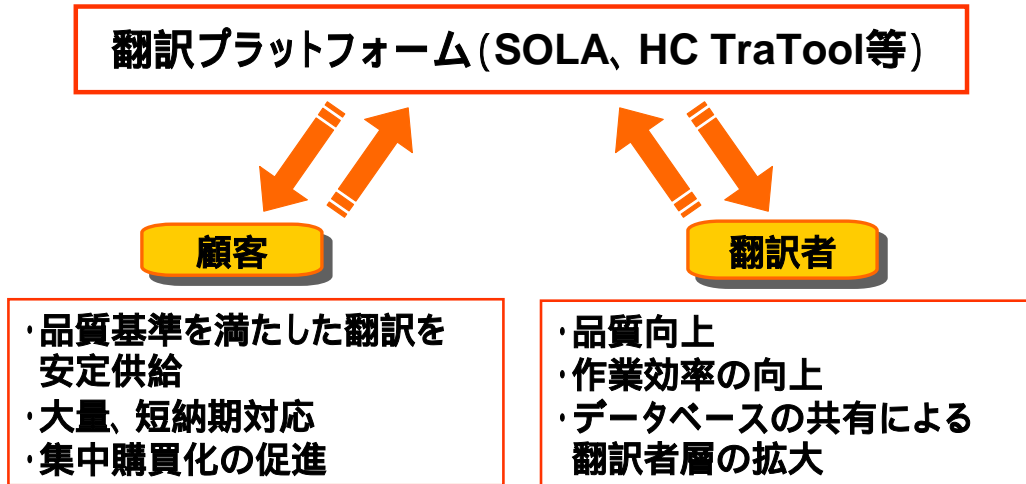 翻訳プラットフォーム(SOLA、HC TraTool等)
顧客
翻訳者
・品質基準を満たした翻訳を
安定供給
・大量、短納期対応
・集中購買化の促進
・品質向上
・作業効率の向上
・データベースの共有による
翻訳者層の拡大